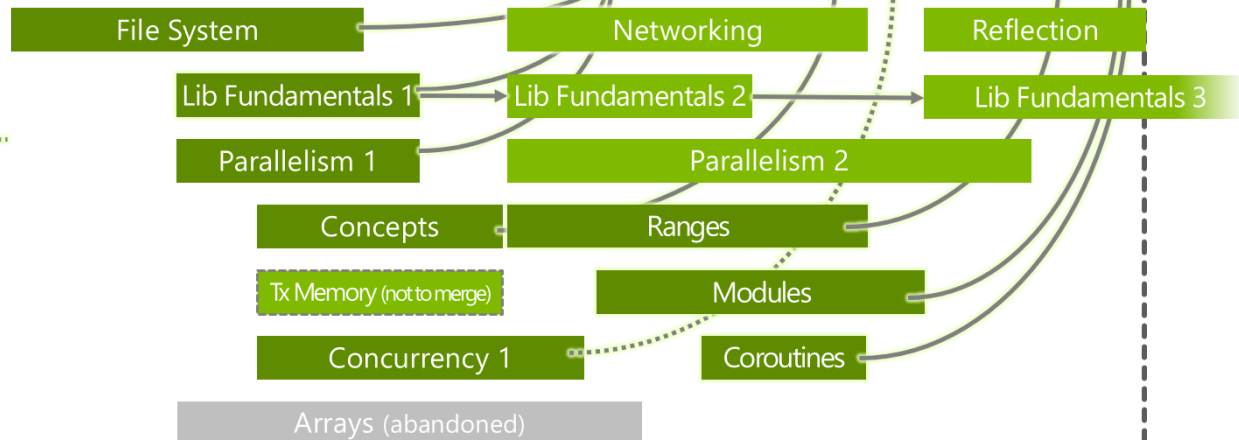 File System
Networking
Reflection
Lib Fundamentals 1
Lib Fundamentals 2
Lib Fundamentals 3
Parallelism 1
Parallelism 2
Concepts
Ranges
Tx Memory (not to merge)
Modules
Concurrency 1
Coroutines
Arrays (abandoned)